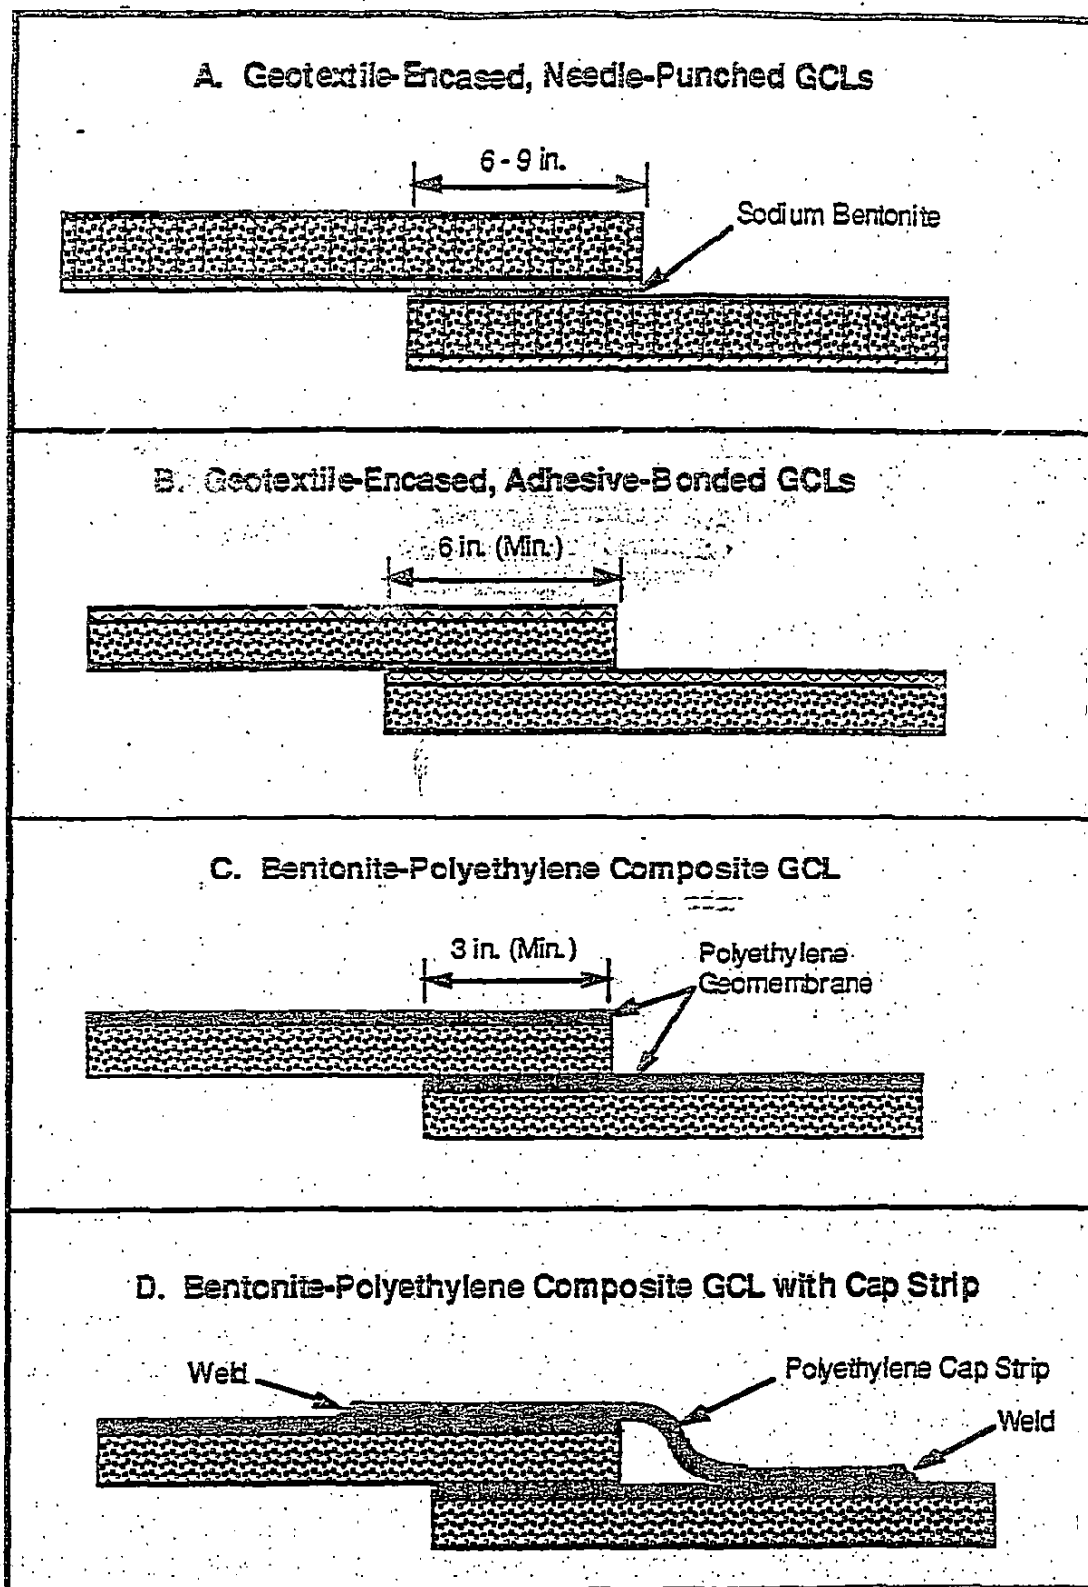 A. Geotextile-Encased, Needle-Punched GCLs
6 - 9 in.
Sodium Bentonite
B. Geotextile-Encased, Adhesive-Bonded GCLs
6 in. (Min.)
C. Bentonite-Polyethylene Composite GCL
3 in. (Min.)
Polyethylene
Geomembrane
D. Bentonite-Polyethylene Composite GCL with Cap Strip
Weld
Polyethylene Cap Strip
Weld